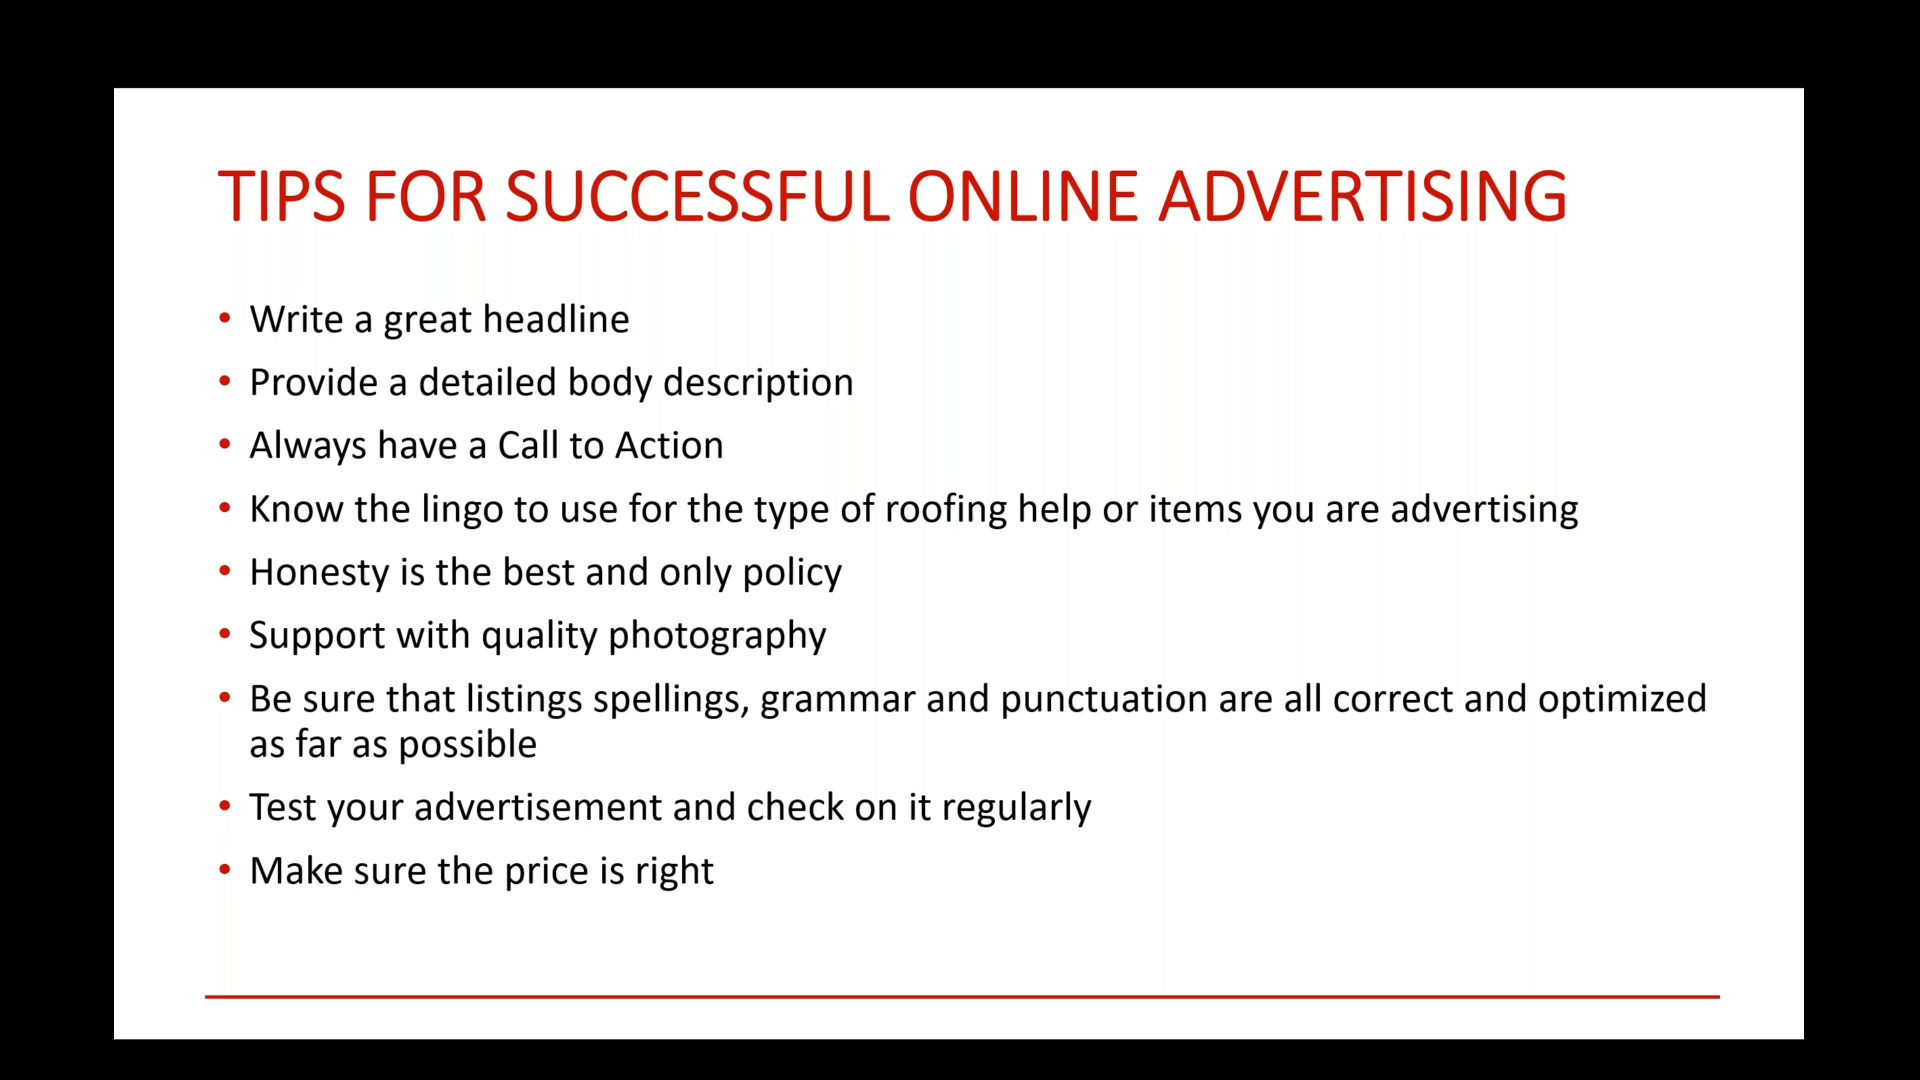 TIPS FOR SUCCESSFUL ONLINE ADVERTISING
• Write a great headline
• Provide a detailed body description
• Always have a Call to Action
• Know the lingo to use for the type of roofing help or items you are advertising
• Honesty is the best and only policy
• Support with quality photography
• Be sure that listings spellings, grammar and punctuation are all correct and optimized
as far as possible
• Test your advertisement and check on it regularly
• Make sure the price is right